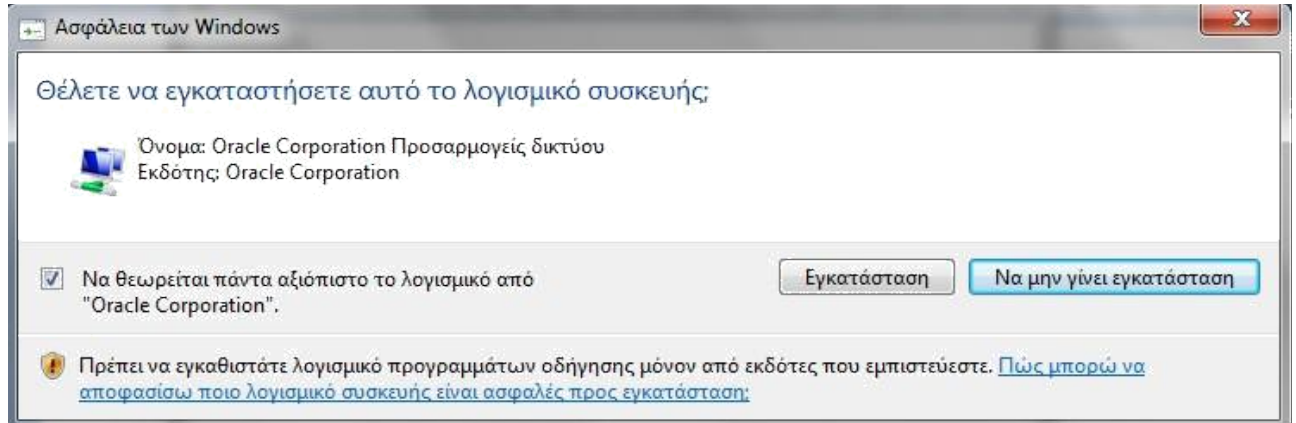 Ασφάλεια των Windows
Θέλετε να εγκαταστήσετε αυτό το λογισμικό συσκευής;
Όνομα: Oracle Corporation Προσαρμογείς δικτύου
Εκδότης: Oracle Corporation
Να θεωρείται πάντα αξιόπιστο το λογισμικό από
"Oracle Corporation".
Εγκατάσταση
Να μην γίνει εγκατάσταση
Πρέπει να εγκαθιστάτε λογισμικό προγραμμάτων οδήγησης μόνον από εκδότες που εμπιστεύεστε. Πώς μπορώ να
αποφασίσω ποιο λογισμικό συσκευής είναι ασφαλές προς εγκατάσταση;